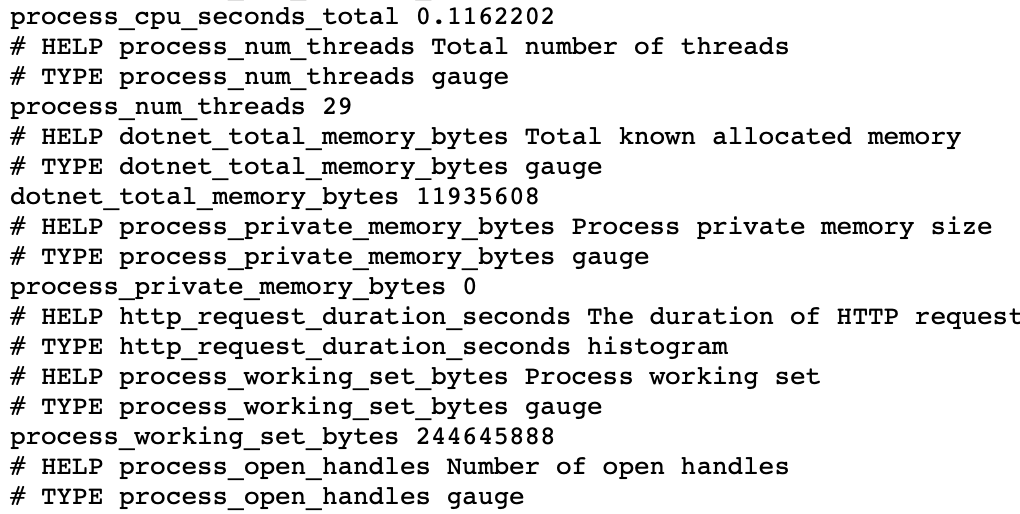 process_cpu_seconds_total 0.1162202
# HELP process_num_threads Total number of threads
# TYPE process_num_threads gauge
process_num_threads 29
# HELP dotnet_total_memory_bytes Total known allocated memory
# TYPE dotnet_total_memory_bytes gauge
dotnet_total_memory_bytes 11935608
# HELP process_private_memory_bytes Process private memory size
# TYPE process_private_memory_bytes gauge
process_private_memory_bytes 0
# HELP http_request_duration_seconds The duration of HTTP request
# TYPE http_request_duration_seconds histogram
# HELP process_working_set_bytes Process working set
# TYPE process_working_set_bytes gauge
process_working_set_bytes 244645888
# HELP process_open_handles Number of open handles
# TYPE process_open_handles gauge